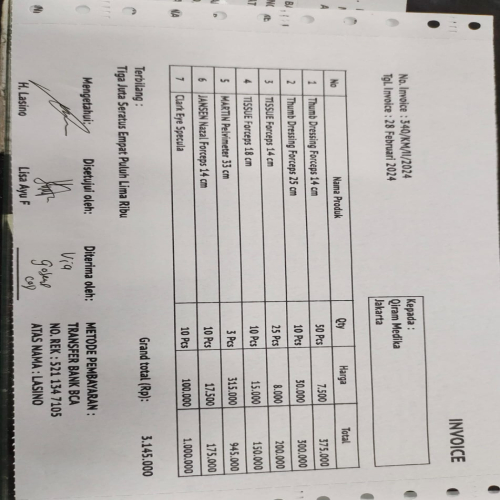 INVOICE
No. Invoice : 340/KM/II/2024
Tgl. Invoice : 28 Februari 2024
Kepada :
Qiram Medika
Jakarta
No Nama Produk Qty Harga Total
1 Thumb Dressing Forceps 14 cm 50 Pcs 7.500 375.000
2 Thumb Dressing Forceps 25 cm 10 Pcs 30.000 300.000
3 TISSUE Forceps 14 cm 25 Pcs 8.000 200.000
4 TISSUE Forceps 18 cm 10 Pcs 15.000 150.000
5 MARTIN Pelvimeter 33 cm 3 Pcs 315.000 945.000
6 JANSEN Nazal Forceps 14 cm 10 Pcs 17.500 175.000
7 Clark Eye Specula 10 Pcs 100.000 1.000.000
Grand total (Rp): 3.145.000
Terbilang :
Tiga Juta Seratus Empat Puluh Lima Ribu
Mengetahui: Disetujui oleh: Diterima oleh:
Via
H. Lasino Lisa Ayu F
METODE PEMBAYARAN :
TRANSFER BANK BCA
NO. REK : 521 134 7105
ATAS NAMA : LASINO